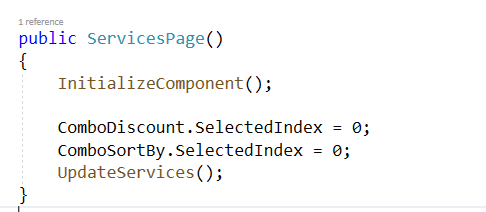 1 reference
public ServicesPage()
{
InitializeComponent();
ComboDiscount.SelectedIndex = 0;
ComboSortBy.SelectedIndex = 0;
UpdateServices();
}